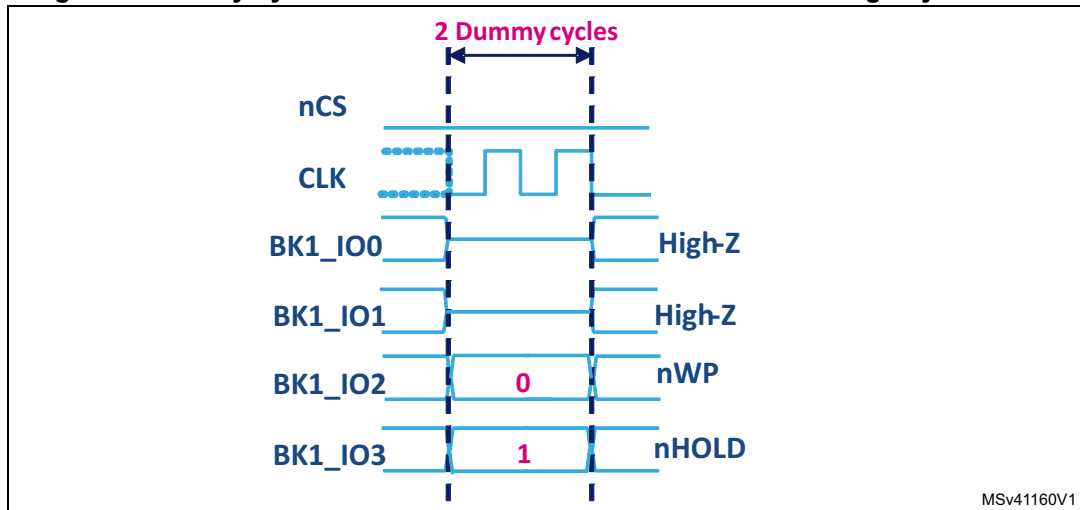 2 Dummy cycles
nCS
CLK
BK1_IO0 High-Z
BK1_IO1 High-Z
BK1_IO2 0 nWP
BK1_IO3 1 nHOLD
MSv41160V1